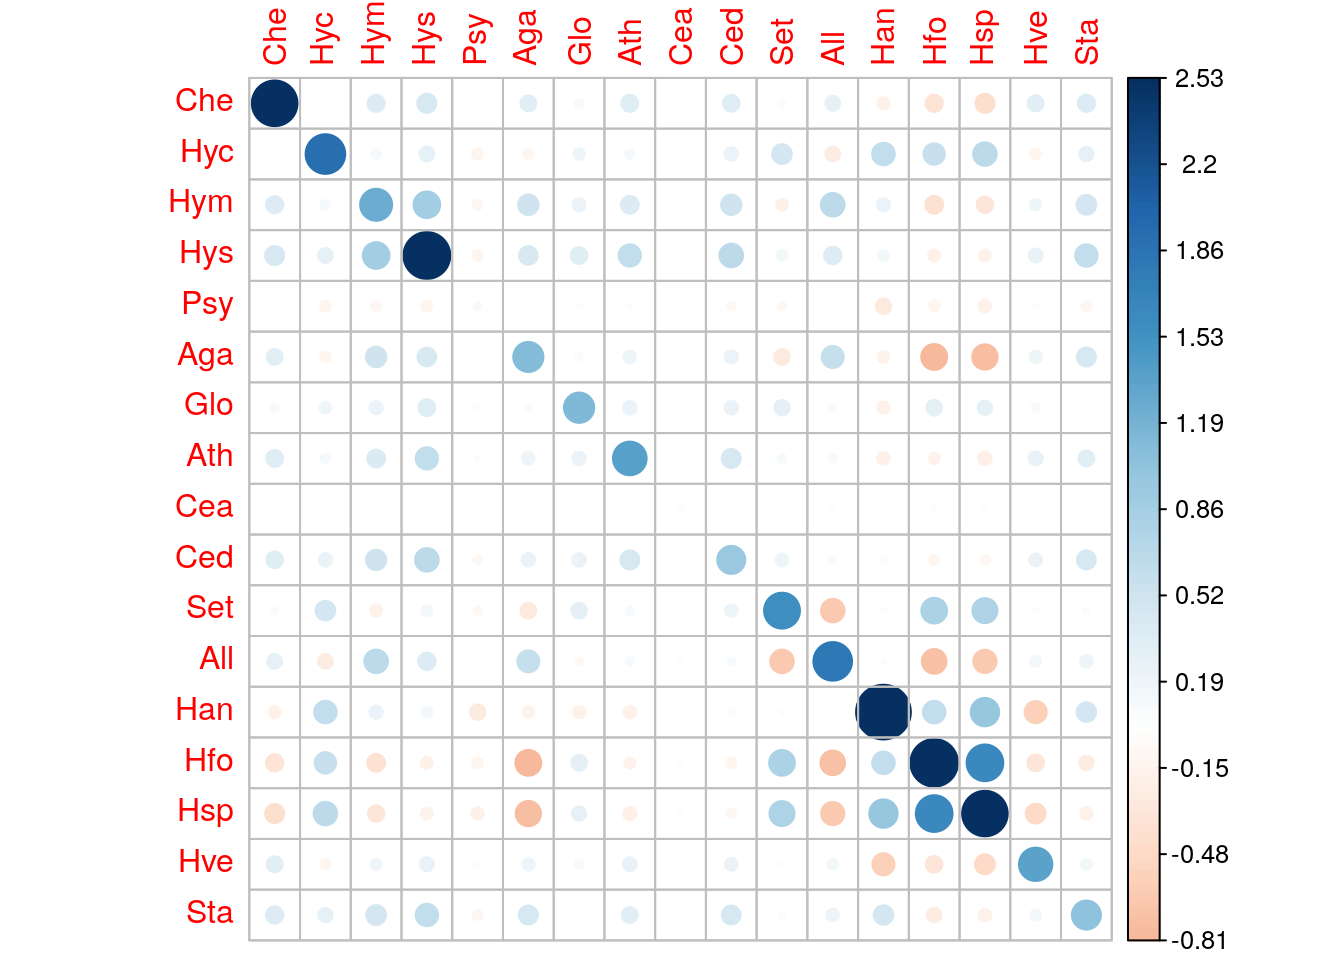 Che Hyc Hym Hys Psy Aga Glo Ath Cea Ced Set All Han Hfo Hsp Hve Sta
Che
Hyc
Hym
Hys
Psy
Aga
Glo
Ath
Cea
Ced
Set
All
Han
Hfo
Hsp
Hve
Sta
2.53
2.2
1.86
1.53
1.19
0.86
0.52
0.19
-0.15
-0.48
-0.81